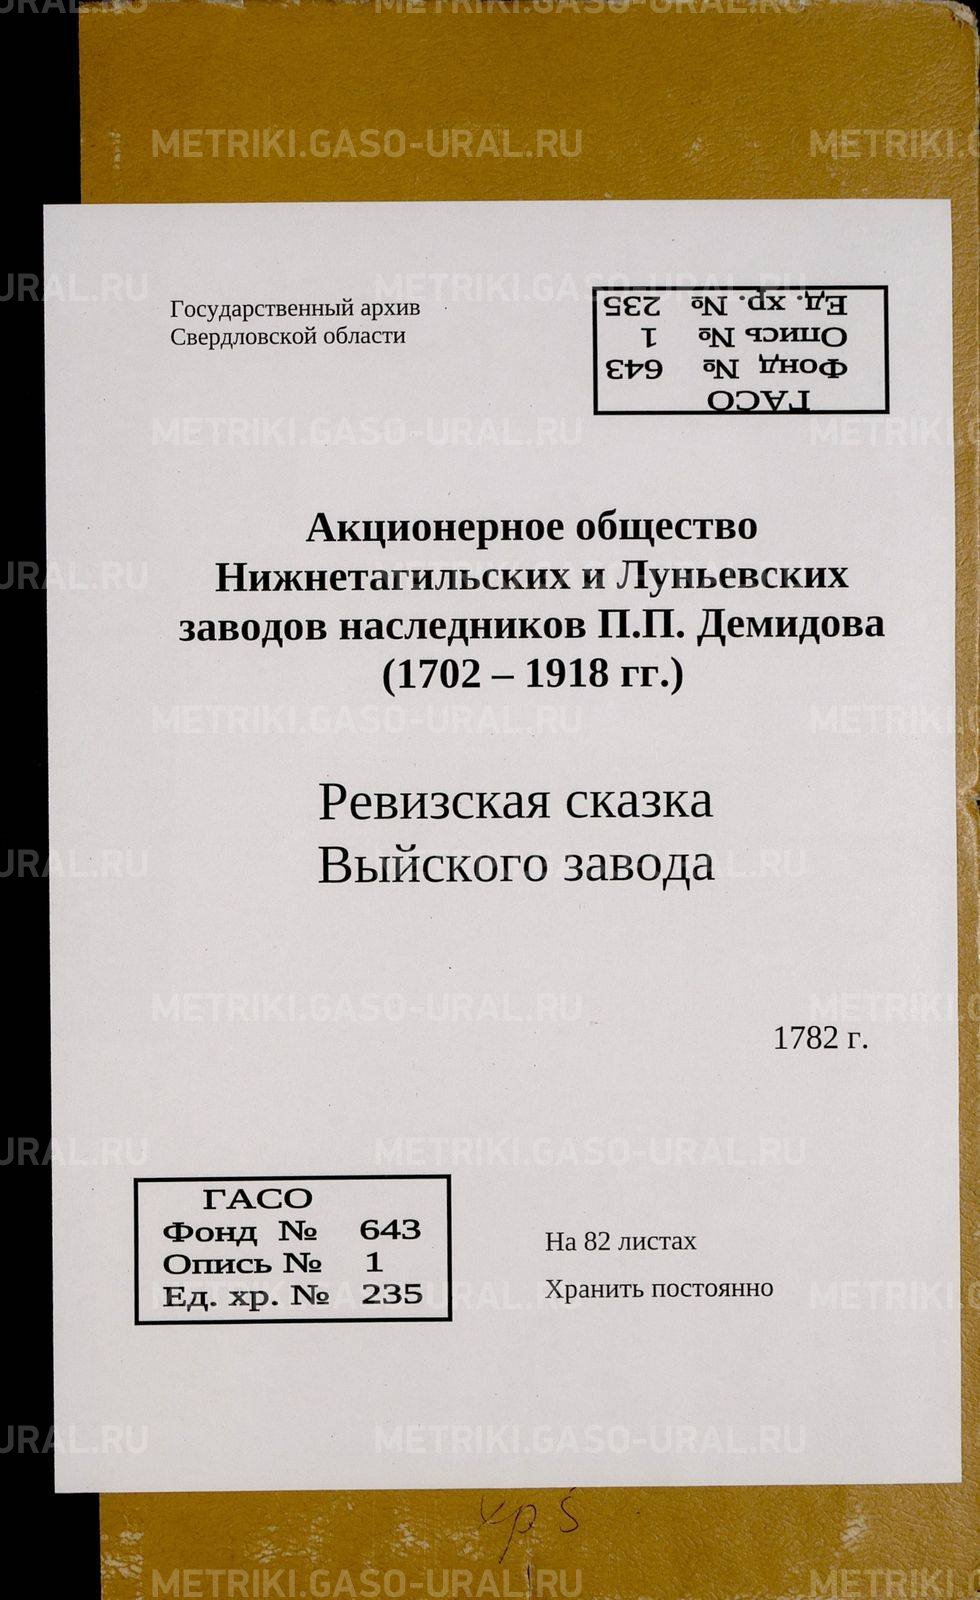 Государственный архив
Свердловской области
ГАСО
Фонд № 643
Опись № 1
Ед. хр. № 235
Акционерное общество
Нижнетагильских и Луньевских
заводов наследников П.П. Демидова
(1702 – 1918 гг.)
Ревизская сказка
Выйского завода
1782 г.
ГАСО
Фонд № 643
Опись № 1
Ед. хр. № 235
На 82 листах
Хранить постоянно
METRIKI.GASO-URAL.RU